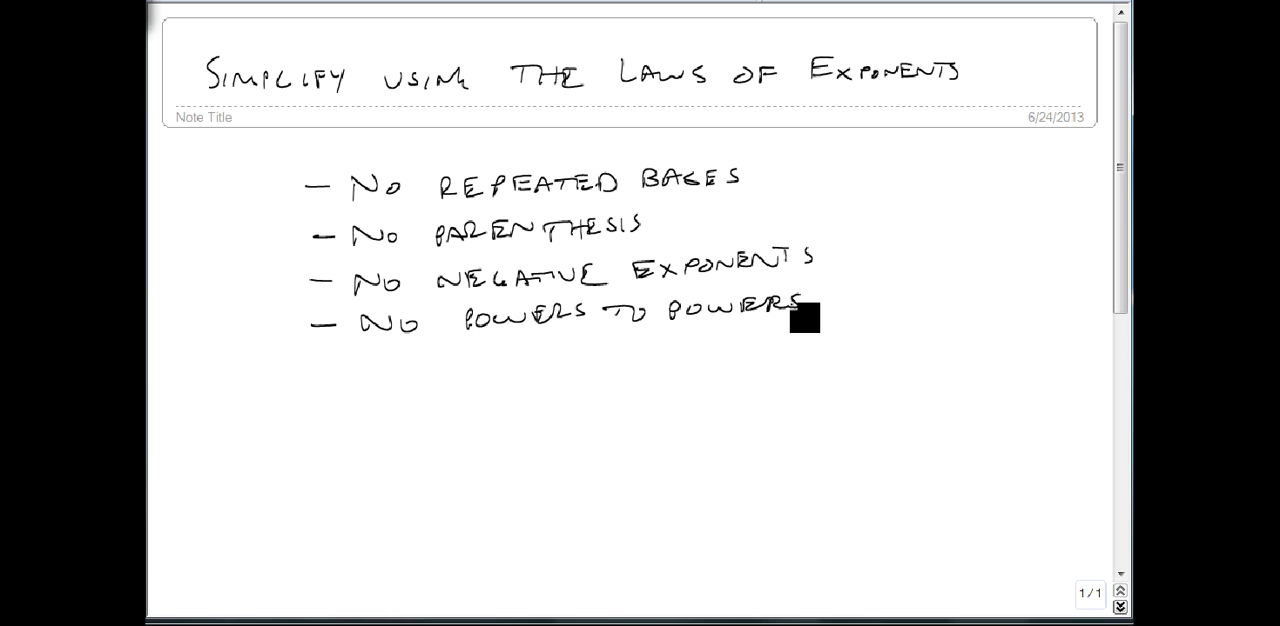 SIMPLIFY USING THE LAWS OF EXPONENTS
Note Title 6/24/2013
- NO REPEATED BASES
- NO PARENTHESIS
- NO NEGATIVE EXPONENTS
- NO POWERS TO POWERS
1 / 1